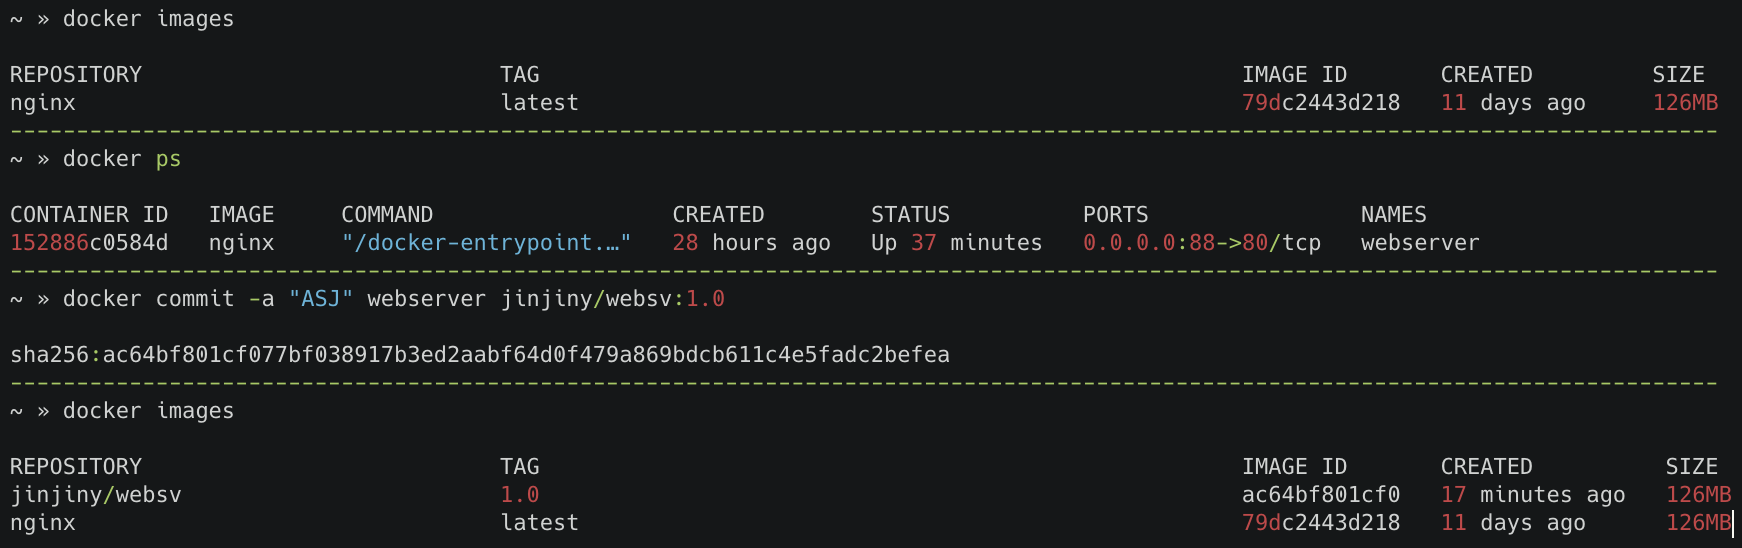 ~ » docker images
REPOSITORY TAG IMAGE ID CREATED SIZE
nginx latest 79dc2443d218 11 days ago 126MB
--------------------------------------------------------------------------------------------------------------------------------
~ » docker ps
CONTAINER ID IMAGE COMMAND CREATED STATUS PORTS NAMES
152886c0584d nginx "/docker-entrypoint.…" 28 hours ago Up 37 minutes 0.0.0.0:88->80/tcp webserver
--------------------------------------------------------------------------------------------------------------------------------
~ » docker commit -a "ASJ" webserver jinjiny/websv:1.0
sha256:ac64bf801cf077bf038917b3ed2aabf64d0f479a869bdcb611c4e5fadc2befea
--------------------------------------------------------------------------------------------------------------------------------
~ » docker images
REPOSITORY TAG IMAGE ID CREATED SIZE
jinjiny/websv 1.0 ac64bf801cf0 17 minutes ago 126MB
nginx latest 79dc2443d218 11 days ago 126MB